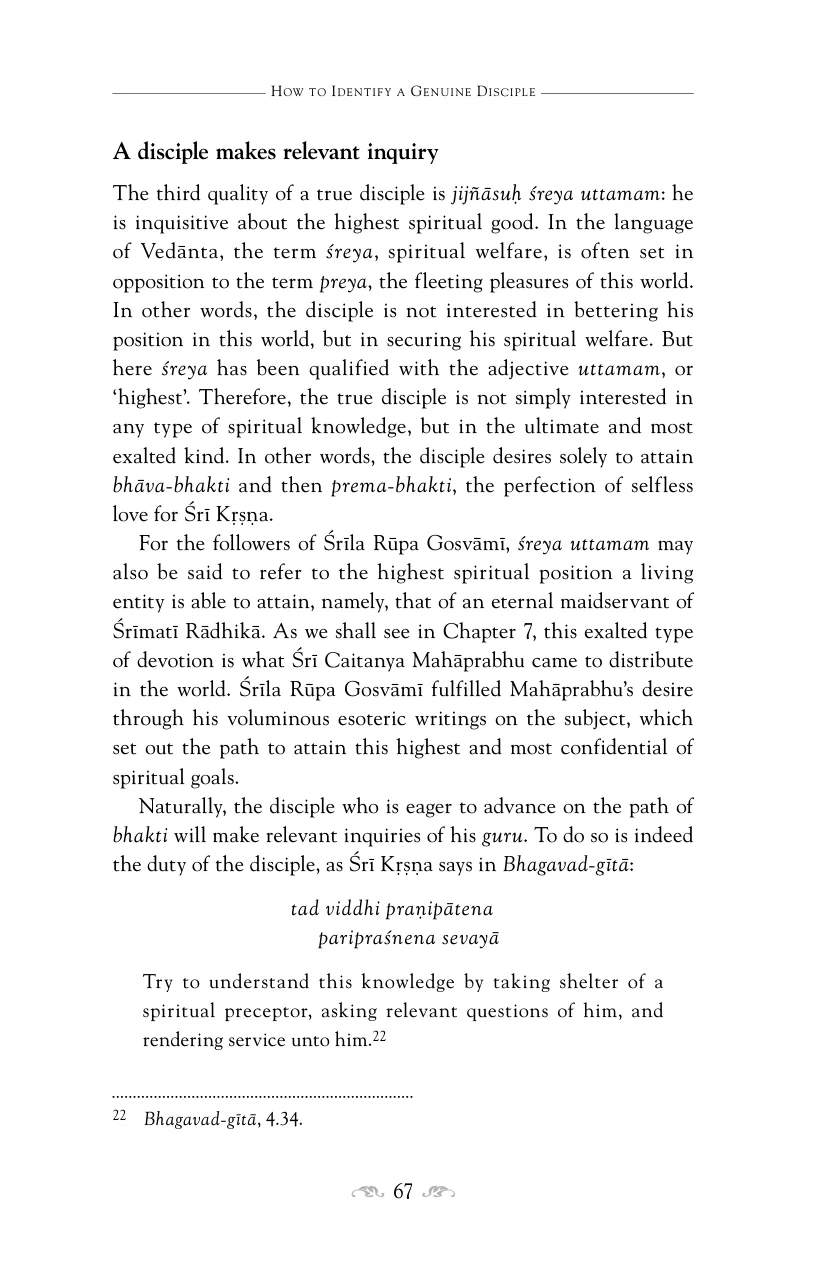 How to Identify a Genuine Disciple
A disciple makes relevant inquiry
The third quality of a true disciple is jijñāsuḥ śreya uttamam: he
is inquisitive about the highest spiritual good. In the language
of Vedānta, the term śreya, spiritual welfare, is often set in
opposition to the term preya, the fleeting pleasures of this world.
In other words, the disciple is not interested in bettering his
position in this world, but in securing his spiritual welfare. But
here śreya has been qualified with the adjective uttamam, or
‘highest’. Therefore, the true disciple is not simply interested in
any type of spiritual knowledge, but in the ultimate and most
exalted kind. In other words, the disciple desires solely to attain
bhāva-bhakti and then prema-bhakti, the perfection of selfless
love for Śrī Kṛṣṇa.
For the followers of Śrīla Rūpa Gosvāmī, śreya uttamam may
also be said to refer to the highest spiritual position a living
entity is able to attain, namely, that of an eternal maidservant of
Śrīmatī Rādhikā. As we shall see in Chapter 7, this exalted type
of devotion is what Śrī Caitanya Mahāprabhu came to distribute
in the world. Śrīla Rūpa Gosvāmī fulfilled Mahāprabhu’s desire
through his voluminous esoteric writings on the subject, which
set out the path to attain this highest and most confidential of
spiritual goals.
Naturally, the disciple who is eager to advance on the path of
bhakti will make relevant inquiries of his guru. To do so is indeed
the duty of the disciple, as Śrī Kṛṣṇa says in Bhagavad-gītā:
tad viddhi praṇipātena
paripraśnena sevayā
Try to understand this knowledge by taking shelter of a
spiritual preceptor, asking relevant questions of him, and
rendering service unto him.22
22 Bhagavad-gītā, 4.34.
67